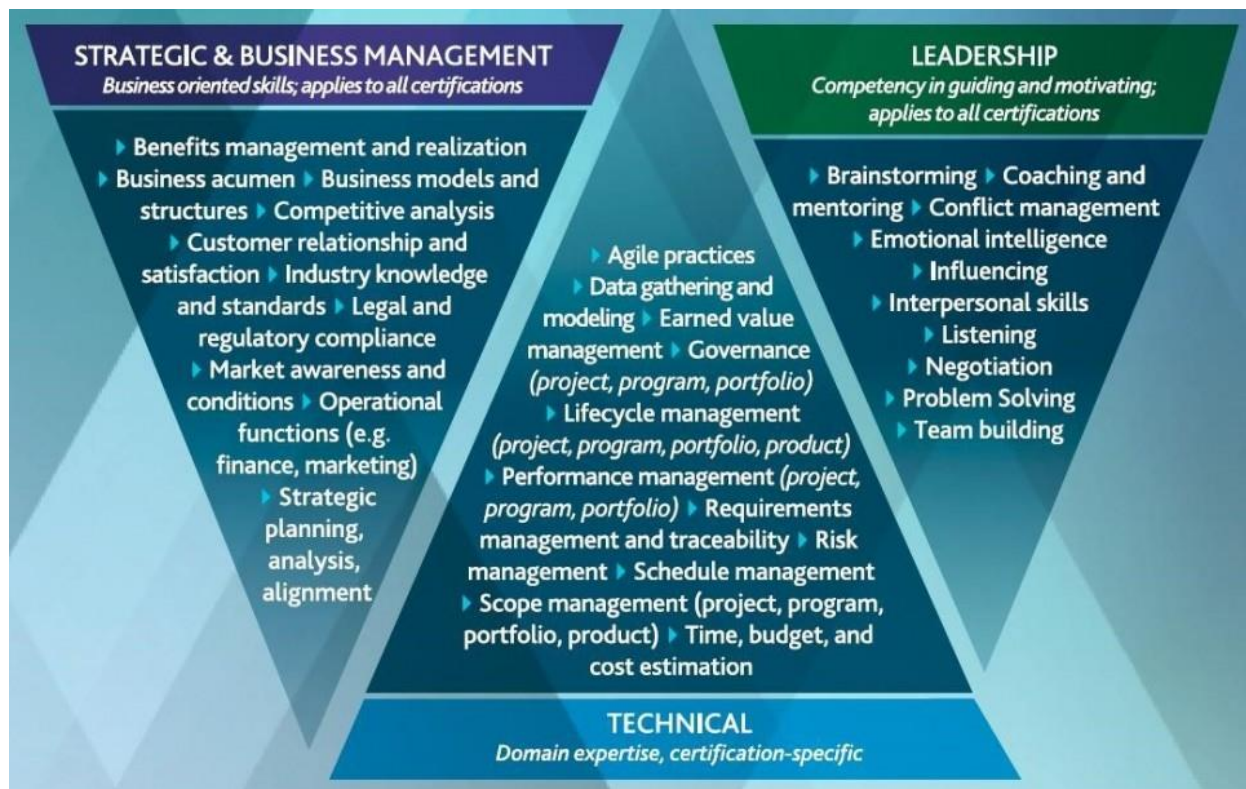 STRATEGIC & BUSINESS MANAGEMENT
Business oriented skills; applies to all certifications
▶ Benefits management and realization
▶ Business acumen ▶ Business models and
structures ▶ Competitive analysis
▶ Customer relationship and
satisfaction ▶ Industry knowledge
and standards ▶ Legal and
regulatory compliance
▶ Market awareness and
conditions ▶ Operational
functions (e.g.
finance, marketing)
▶ Strategic
planning,
analysis,
alignment
▶ Agile practices
▶ Data gathering and
modeling ▶ Earned value
management ▶ Governance
(project, program, portfolio)
▶ Lifecycle management
(project, program, portfolio, product)
▶ Performance management (project,
program, portfolio) ▶ Requirements
management and traceability ▶ Risk
management ▶ Schedule management
▶ Scope management (project, program,
portfolio, product) ▶ Time, budget, and
cost estimation
TECHNICAL
Domain expertise, certification-specific
LEADERSHIP
Competency in guiding and motivating;
applies to all certifications
▶ Brainstorming ▶ Coaching and
mentoring ▶ Conflict management
▶ Emotional intelligence
▶ Influencing
▶ Interpersonal skills
▶ Listening
▶ Negotiation
▶ Problem Solving
▶ Team building